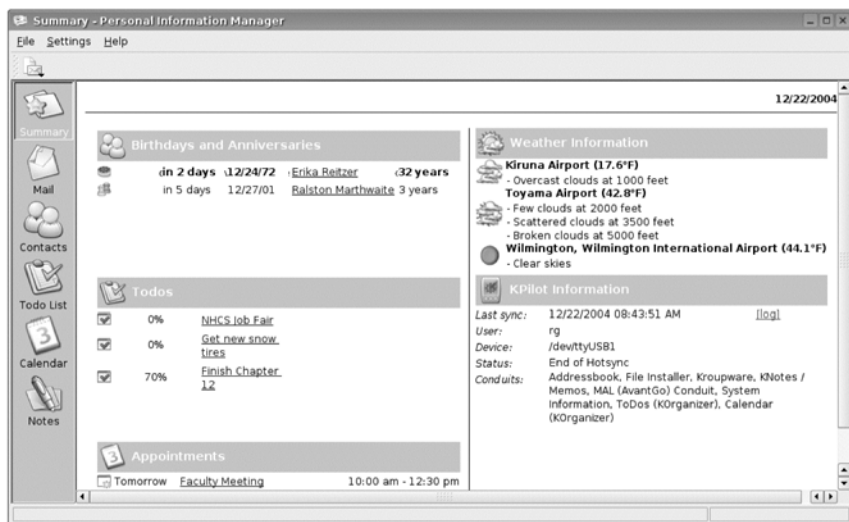 Summary - Personal Information Manager
File Settings Help
12/22/2004
Summary
Mail
Contacts
Todo List
Calendar
Notes
Birthdays and Anniversaries
in 2 days 12/24/72 Erika Reitzer 32 years
in 5 days 12/27/01 Ralston Marthwaite 3 years
Todos
0% NHCS Job Fair
0% Get new snow
tires
70% Finish Chapter
12
Appointments
Tomorrow Faculty Meeting 10:00 am - 12:30 pm
Weather Information
Kiruna Airport (17.6°F)
- Overcast clouds at 1000 feet
Toyama Airport (42.8°F)
- Few clouds at 2000 feet
- Scattered clouds at 3500 feet
- Broken clouds at 5000 feet
Wilmington, Wilmington International Airport (44.1°F)
- Clear skies
KPilot Information
Last sync: 12/22/2004 08:43:51 AM [log]
User: rg
Device: /dev/ttyUSB1
Status: End of Hotsync
Conduits: Addressbook, File Installer, Kroupware, KNotes /
Memos, MAL (AvantGo) Conduit, System
Information, ToDos (KOrganizer), Calendar
(KOrganizer)